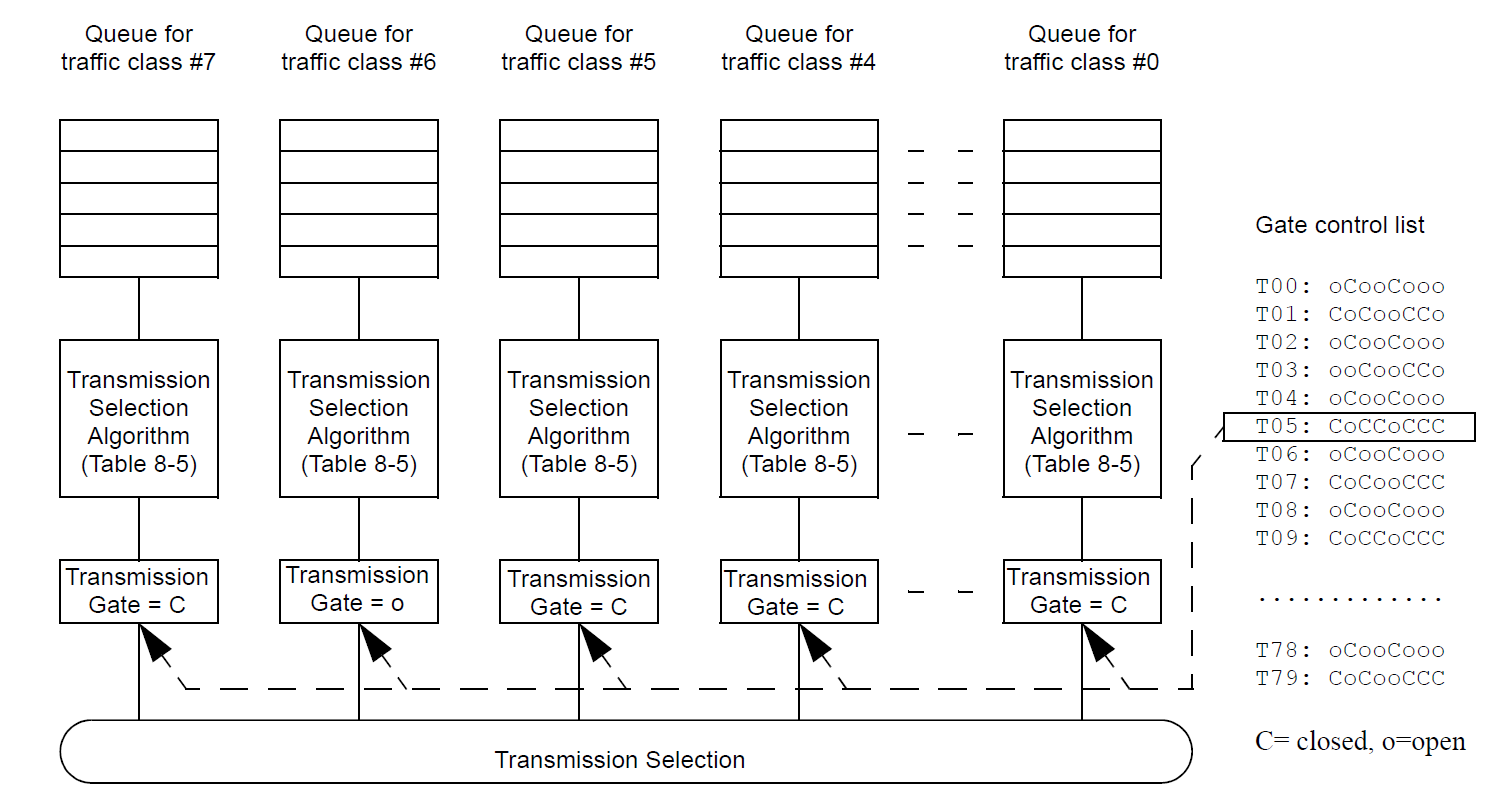 Queue for
traffic class #7
Queue for
traffic class #6
Queue for
traffic class #5
Queue for
traffic class #4
Queue for
traffic class #0
Transmission
Selection
Algorithm
(Table 8-5)
Transmission
Selection
Algorithm
(Table 8-5)
Transmission
Selection
Algorithm
(Table 8-5)
Transmission
Selection
Algorithm
(Table 8-5)
Transmission
Selection
Algorithm
(Table 8-5)
Transmission
Gate = C
Transmission
Gate = o
Transmission
Gate = C
Transmission
Gate = C
Transmission
Gate = C
Transmission Selection
Gate control list
T00: oCooCooo
T01: CoCooCCo
T02: oCooCooo
T03: ooCooCCo
T04: oCooCooo
T05: CoCCoCCC
T06: oCooCooo
T07: CoCooCCC
T08: oCooCooo
T09: CoCCoCCC
.............
T78: oCooCooo
T79: CoCooCCC
C= closed, o=open